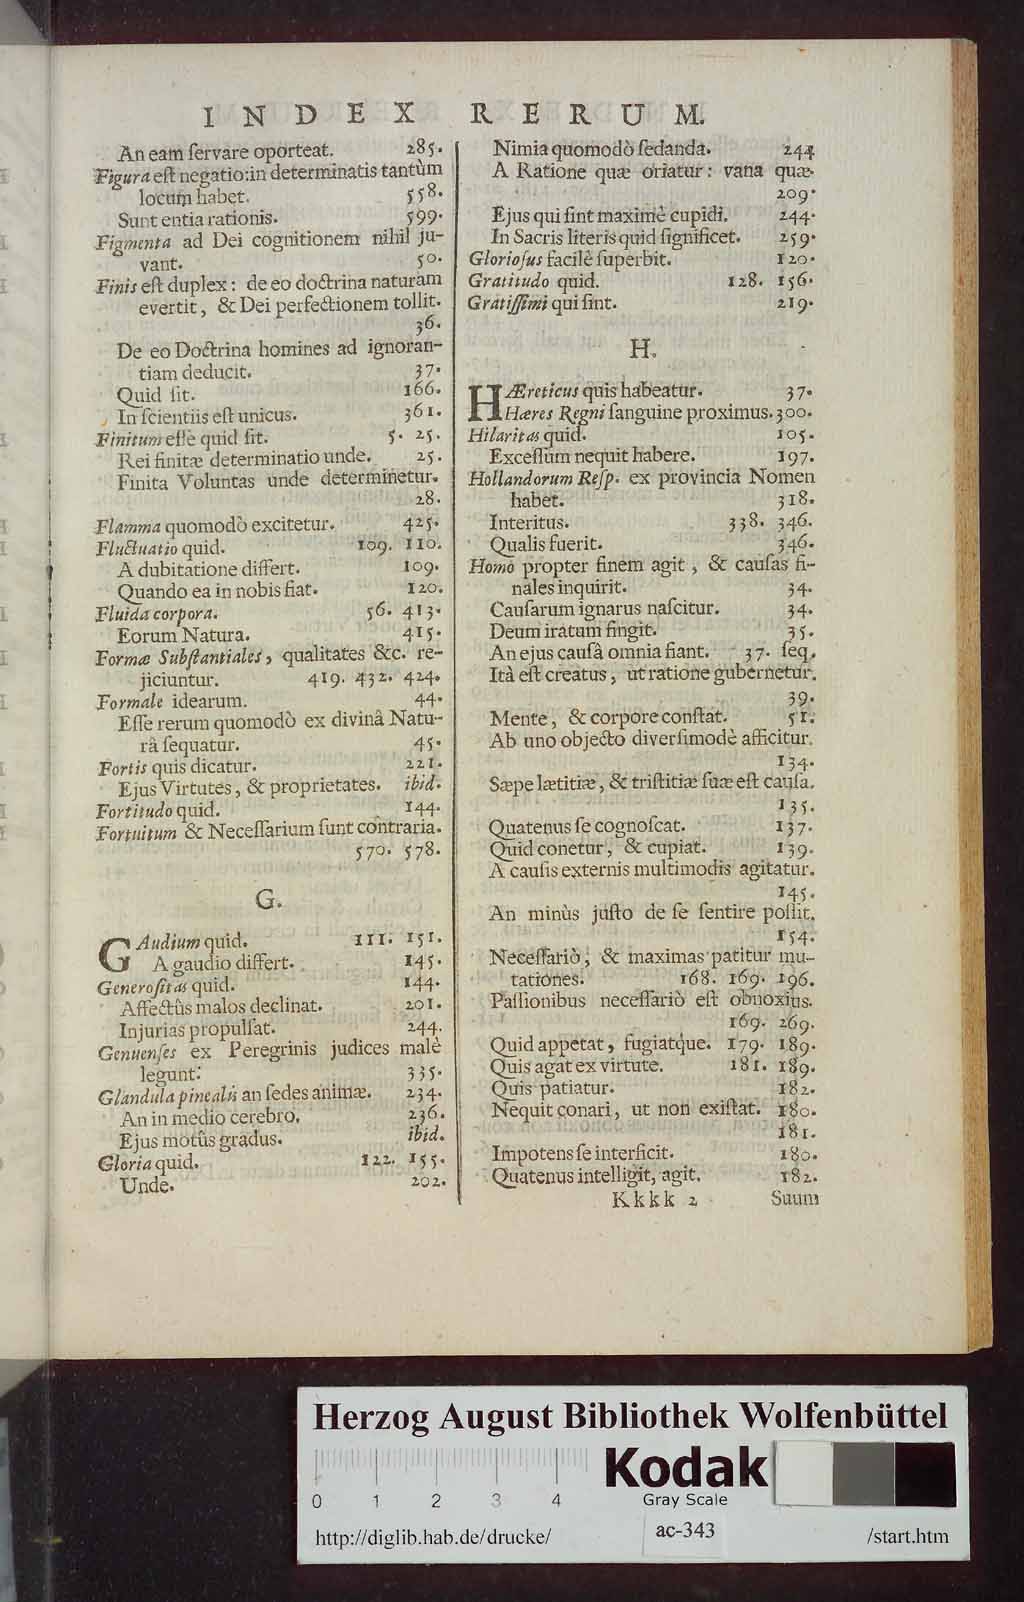 INDEX RERUM.
An eam ſervare oporteat. 285.
Figura eſt negatio: in determinatis tantùm
locum habet. 558.
Sunt entia rationis. 599.
Figmenta ad Dei cognitionem nihil ju-
vant. 50.
Finis eſt duplex: de eo doctrina naturam
evertit, & Dei perfectionem tollit.
36.
De eo Doctrina homines ad ignoran-
tiam deducit. 37.
Quid ſit. 166.
In ſcientiis eſt unicus. 361.
Finitum eſſe quid ſit. 5. 25.
Rei finitæ determinatio unde. 25.
Finita Voluntas unde determinetur.
28.
Flamma quomodò excitetur. 425.
Fluctuatio quid. 109. 110.
A dubitatione differt. 109.
Quando ea in nobis fiat. 120.
Fluida corpora. 56. 413.
Eorum Natura. 415.
Formæ Subſtantiales, qualitates &c. re-
jiciuntur. 419. 432. 424.
Formale idearum. 44.
Eſſe rerum quomodò ex divinâ Natu-
râ ſequatur. 45.
Fortis quis dicatur. 221.
Ejus Virtutes, & proprietates. ibid.
Fortitudo quid. 144.
Fortuitum & Neceſſarium ſunt contraria.
570. 578.
G.
GAudium quid. 111. 151.
A gaudio differt. 145.
Generoſitas quid. 144.
Affectûs malos declinat. 201.
Injurias propulſat. 244.
Genuenſes ex Peregrinis judices malè
legunt. 335.
Glandula pinealis an ſedes animæ. 234.
An in medio cerebro. 236.
Ejus motûs gradus. ibid.
Gloria quid. 122. 155.
Unde. 202.
Nimia quomodò ſedanda. 244
A Ratione quæ oriatur: vana quæ.
209.
Ejus qui ſint maximè cupidi. 244.
In Sacris literis quid ſignificet. 259.
Glorioſus facilè ſuperbit. 120.
Gratitudo quid. 128. 156.
Gratiſſimi qui ſint. 219.
H.
HÆreticus quis habeatur. 37.
Hæres Regni ſanguine proximus. 300.
Hilaritas quid. 105.
Exceſſum nequit habere. 197.
Hollandorum Reſp. ex provincia Nomen
habet. 318.
Interitus. 338. 346.
Qualis fuerit. 346.
Homo propter finem agit, & cauſas fi-
nales inquirit. 34.
Cauſarum ignarus naſcitur. 34.
Deum iratum fingit. 35.
An ejus cauſâ omnia fiant. 37. ſeq.
Ità eſt creatus, ut ratione gubernetur.
39.
Mente, & corpore conſtat. 51.
Ab uno objecto diverſimodè afficitur.
134.
Sæpe lætitiæ, & triſtitiæ ſuæ eſt cauſa.
135.
Quatenus ſe cognoſcat. 137.
Quid conetur, & cupiat. 139.
A cauſis externis multimodis agitatur.
145.
An minùs juſto de ſe ſentire poſſit.
154.
Neceſſariò, & maximas patitur mu-
tationes. 168. 169. 196.
Paſſionibus neceſſariò eſt obnoxius.
169. 269.
Quid appetat, fugiatque. 179. 189.
Quis agat ex virtute. 181. 189.
Quis patiatur. 182.
Nequit conari, ut non exiſtat. 180.
181.
Impotens ſe interficit. 180.
Quatenus intelligit, agit. 182.
Kkkk 2 Suum
Herzog August Bibliothek Wolfenbüttel
Kodak
0 1 2 3 4
Gray Scale
http://diglib.hab.de/drucke/ ac-343 /start.htm